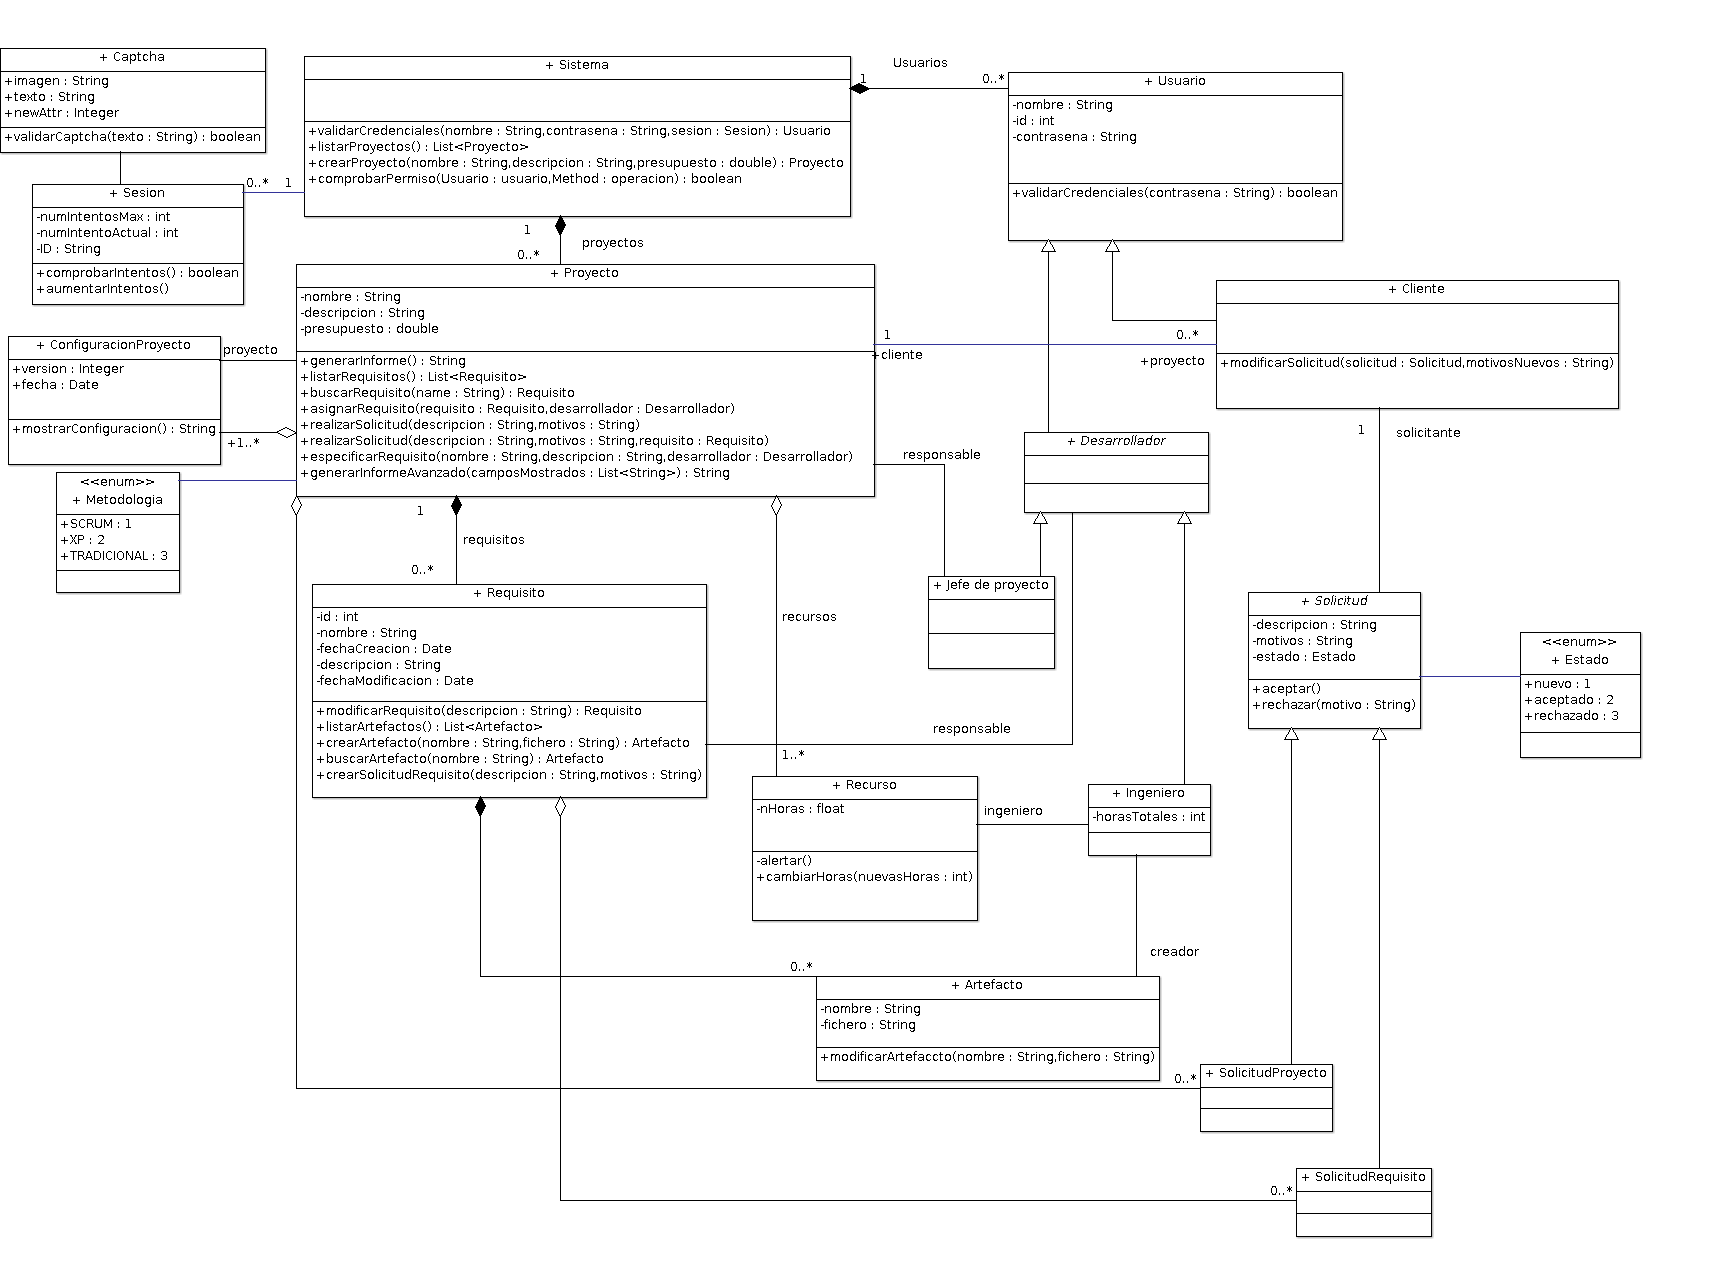 + Captcha
+imagen : String
+texto : String
+newAttr : Integer
+validarCaptcha(texto : String) : boolean
+ Sistema
+validarCredenciales(nombre : String,contrasena : String,sesion : Sesion) : Usuario
+listarProyectos() : List<Proyecto>
+crearProyecto(nombre : String,descripcion : String,presupuesto : double) : Proyecto
+comprobarPermiso(Usuario : usuario,Method : operacion) : boolean
Usuarios
1
0..*
+ Usuario
-nombre : String
-id : int
-contrasena : String
+validarCredenciales(contrasena : String) : boolean
+ Sesion
-numIntentosMax : int
-numIntentoActual : int
-ID : String
+comprobarIntentos() : boolean
+aumentarIntentos()
0..*
1
1
0..*
proyectos
+ Proyecto
-nombre : String
-descripcion : String
-presupuesto : double
+generarInforme() : String
+listarRequisitos() : List<Requisito>
+buscarRequisito(name : String) : Requisito
+asignarRequisito(requisito : Requisito,desarrollador : Desarrollador)
+realizarSolicitud(descripcion : String,motivos : String)
+realizarSolicitud(descripcion : String,motivos : String,requisito : Requisito)
+especificarRequisito(nombre : String,descripcion : String,desarrollador : Desarrollador)
+generarInformeAvanzado(camposMostrados : List<String>) : String
1
+cliente
0..*
+proyecto
+ Cliente
+modificarSolicitud(solicitud : Solicitud,motivosNuevos : String)
+ ConfiguracionProyecto
+version : Integer
+fecha : Date
+mostrarConfiguracion() : String
proyecto
+1..*
<<enum>>
+ Metodologia
+SCRUM : 1
+XP : 2
+TRADICIONAL : 3
1
solicitante
+ Desarrollador
responsable
1
requisitos
0..*
+ Jefe de proyecto
+ Requisito
-id : int
-nombre : String
-fechaCreacion : Date
-descripcion : String
-fechaModificacion : Date
+modificarRequisito(descripcion : String) : Requisito
+listarArtefactos() : List<Artefacto>
+crearArtefacto(nombre : String,fichero : String) : Artefacto
+buscarArtefacto(nombre : String) : Artefacto
+crearSolicitudRequisito(descripcion : String,motivos : String)
recursos
1..*
responsable
+ Solicitud
-descripcion : String
-motivos : String
-estado : Estado
+aceptar()
+rechazar(motivo : String)
<<enum>>
+ Estado
+nuevo : 1
+aceptado : 2
+rechazado : 3
+ Recurso
-nHoras : float
-alertar()
+cambiarHoras(nuevasHoras : int)
ingeniero
+ Ingeniero
-horasTotales : int
creador
0..*
+ Artefacto
-nombre : String
-fichero : String
+modificarArtefaccto(nombre : String,fichero : String)
0..*
+ SolicitudProyecto
0..*
+ SolicitudRequisito